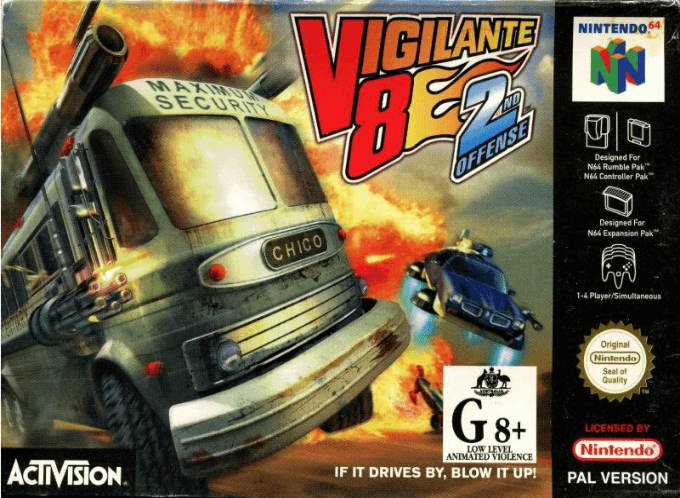 MAXIMUM
SECURITY
CHICO
VIGILANTE
8
2ND
OFFENSE
NINTENDO64
Designed For
N64 Rumble Pak™
N64 Controller Pak™
Designed For
N64 Expansion Pak™
1-4 Player/Simultaneous
Original
Nintendo
Seal of
Quality
TM
AUSTRALIA
G 8+
LOW LEVEL
ANIMATED VIOLENCE
IF IT DRIVES BY, BLOW IT UP!
ACTIVISION®
LICENSED BY
Nintendo®
PAL VERSION